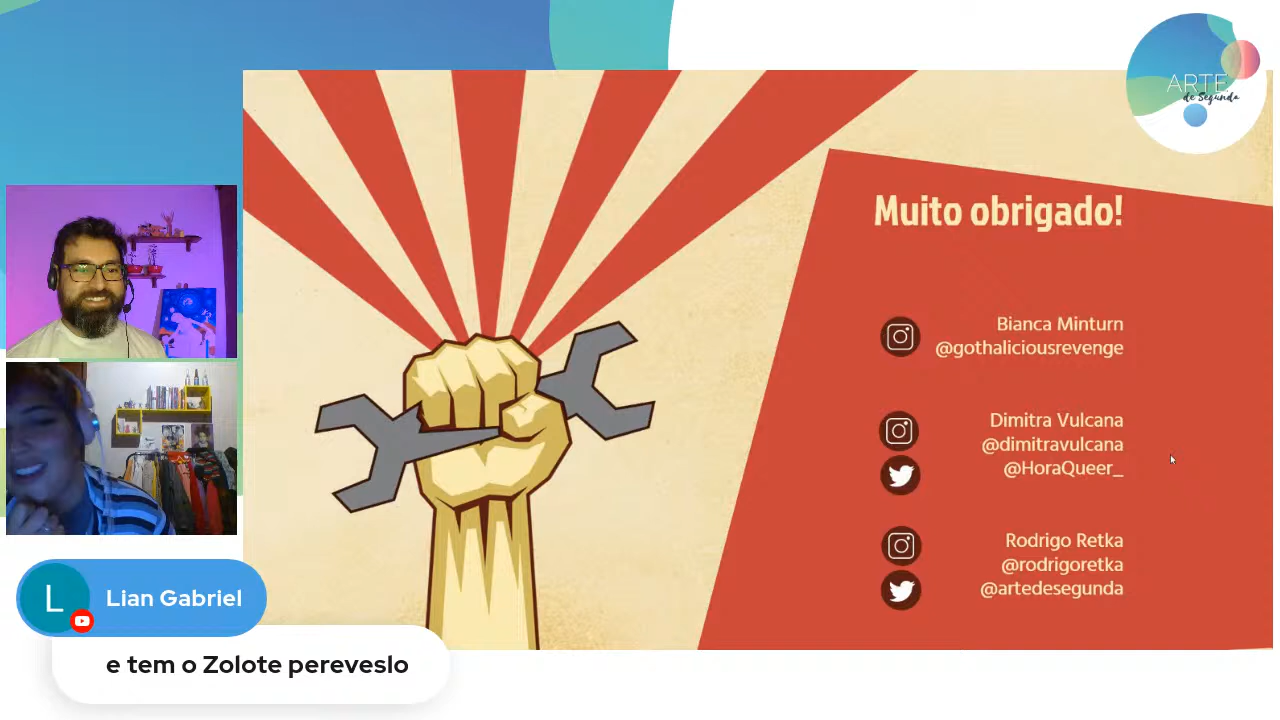 ARTE
de Segunda
Muito obrigado!
Bianca Minturn
@gothaliciousrevenge
Dimitra Vulcana
@dimitravulcana
@HoraQueer_
Rodrigo Retka
@rodrigoretka
@artedesegunda
L
Lian Gabriel
e tem o Zolote pereveslo